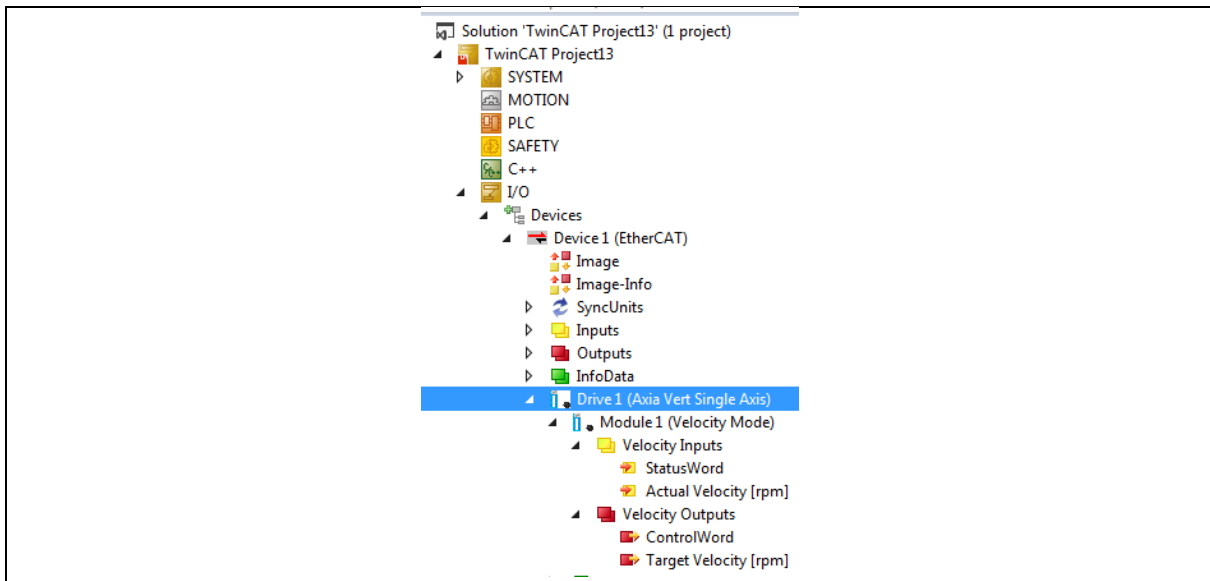 Solution 'TwinCAT Project13' (1 project)
TwinCAT Project13
SYSTEM
MOTION
PLC
SAFETY
C++
I/O
Devices
Device 1 (EtherCAT)
Image
Image-Info
SyncUnits
Inputs
Outputs
InfoData
Drive 1 (Axia Vert Single Axis)
Module 1 (Velocity Mode)
Velocity Inputs
StatusWord
Actual Velocity [rpm]
Velocity Outputs
ControlWord
Target Velocity [rpm]